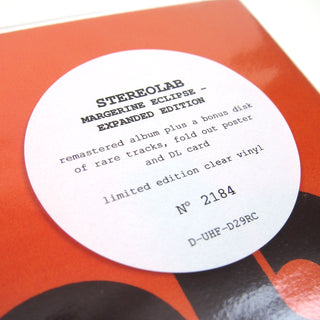 STEREOLAB
MARGERINE ECLIPSE –
EXPANDED EDITION
remastered album plus a bonus disk
of rare tracks, fold out poster
and DL card
limited edition clear vinyl
Nº 2184
D-UHF-D29RC